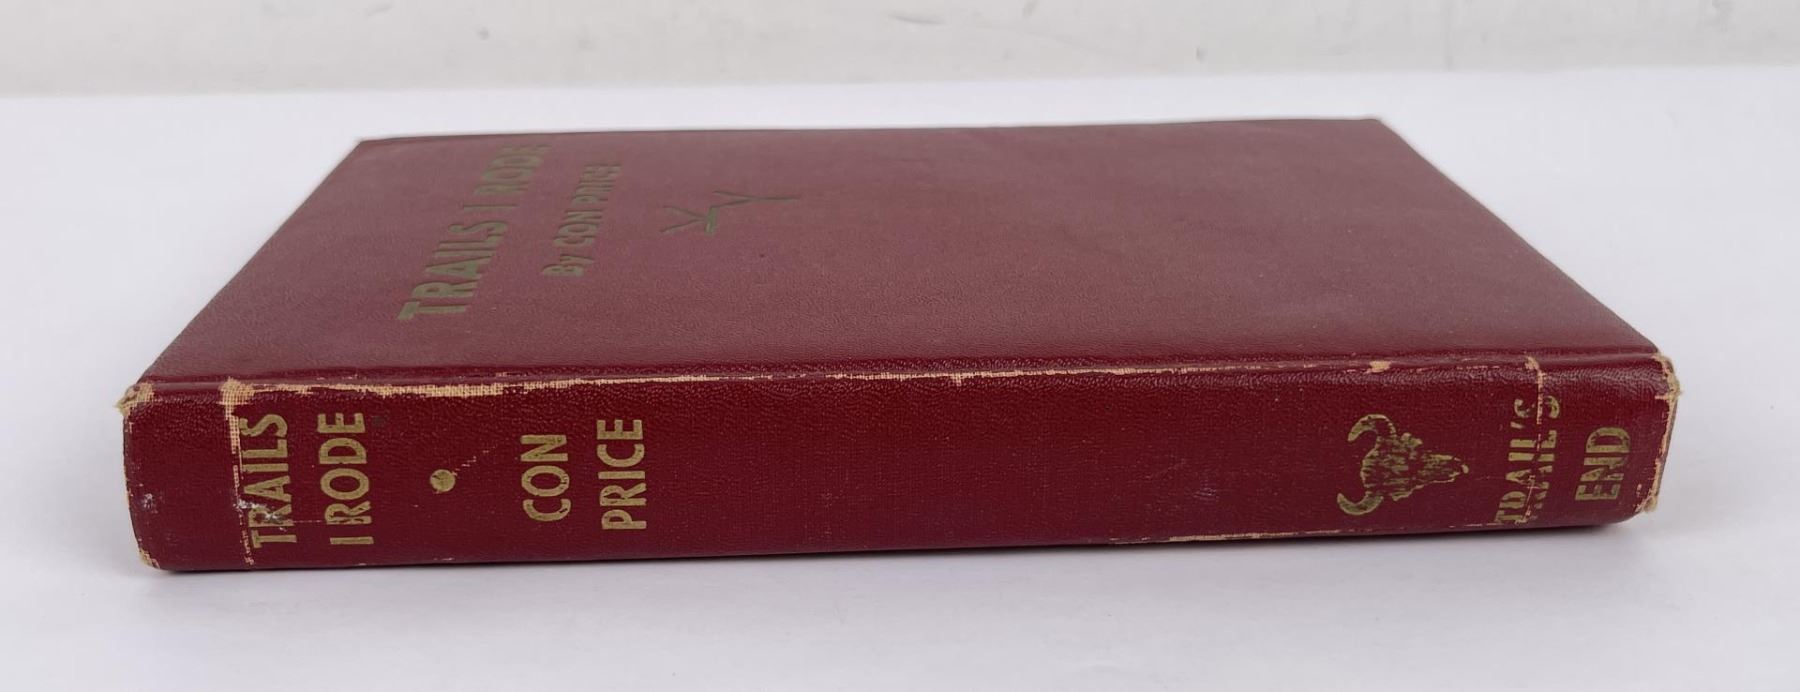 TRAILS I RODE
By CON PRICE
TRAILS
I RODE
CON
PRICE
TRAIL'S
END